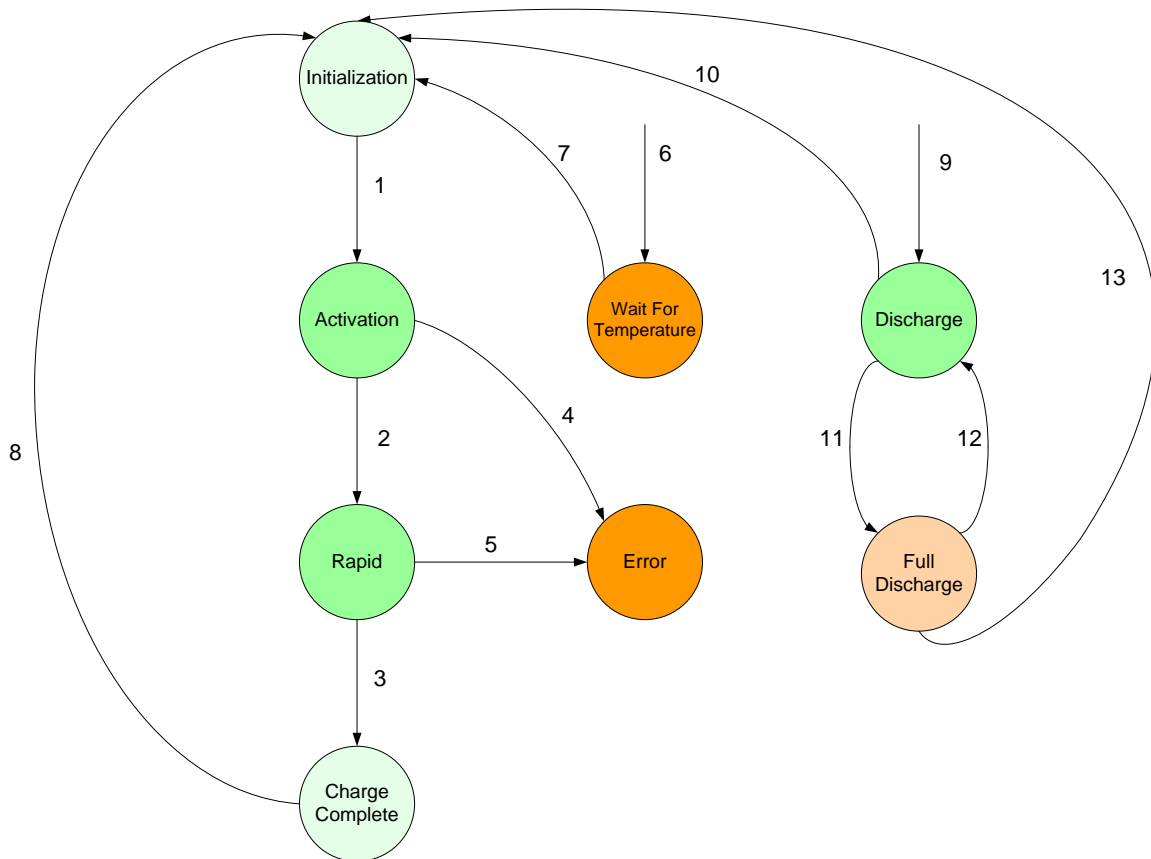 Initialization
10
7
6
9
1
13
Activation
Wait For
Temperature
Discharge
4
2
11
12
8
5
Rapid
Error
Full
Discharge
3
Charge
Complete